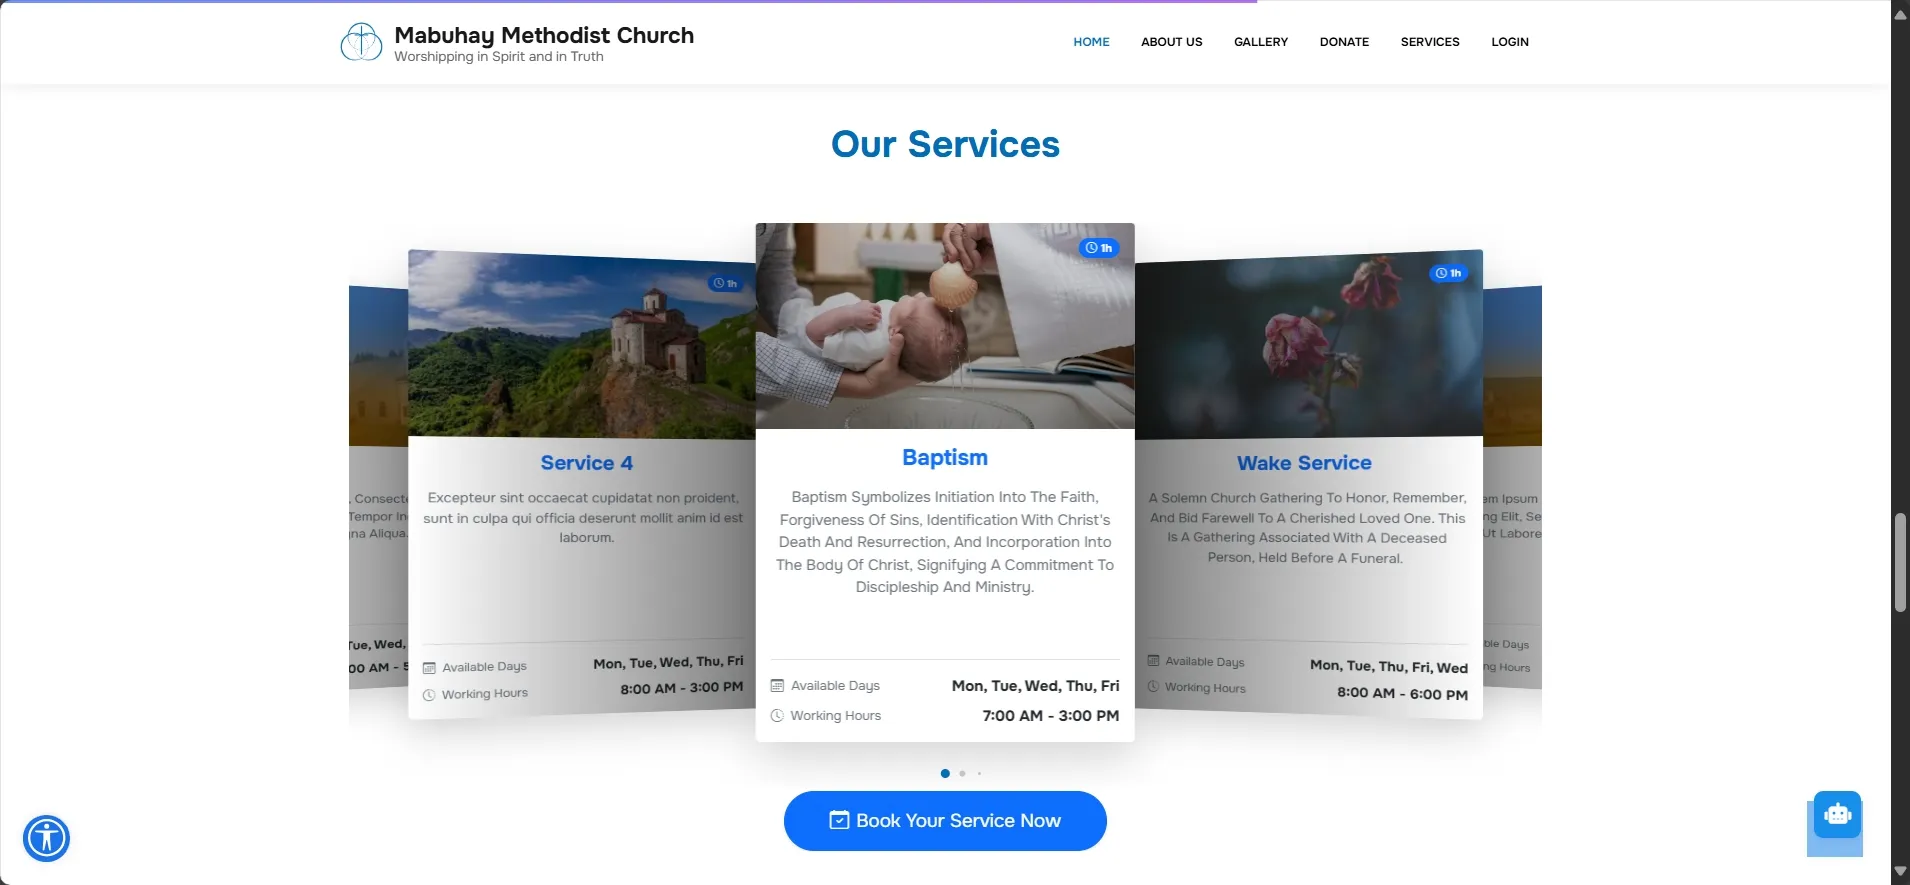 Mabuhay Methodist Church
Worshipping in Spirit and in Truth
HOME
ABOUT US
GALLERY
DONATE
SERVICES
LOGIN
Our Services
, Consect
Tempor In
na Aliqua.
Tue, Wed,
00 AM - 5
1h
Service 4
Excepteur sint occaecat cupidatat non proident,
sunt in culpa qui officia deserunt mollit anim id est
laborum.
Available Days
Mon, Tue, Wed, Thu, Fri
Working Hours
8:00 AM - 3:00 PM
1h
Baptism
Baptism Symbolizes Initiation Into The Faith,
Forgiveness Of Sins, Identification With Christ's
Death And Resurrection, And Incorporation Into
The Body Of Christ, Signifying A Commitment To
Discipleship And Ministry.
Available Days
Mon, Tue, Wed, Thu, Fri
Working Hours
7:00 AM - 3:00 PM
1h
Wake Service
A Solemn Church Gathering To Honor, Remember,
And Bid Farewell To A Cherished Loved One. This
Is A Gathering Associated With A Deceased
Person, Held Before A Funeral.
Available Days
Mon, Tue, Thu, Fri, Wed
Working Hours
8:00 AM - 6:00 PM
em Ipsum
ng Elit, Se
Ut Labore
ble Days
ng Hours
Book Your Service Now